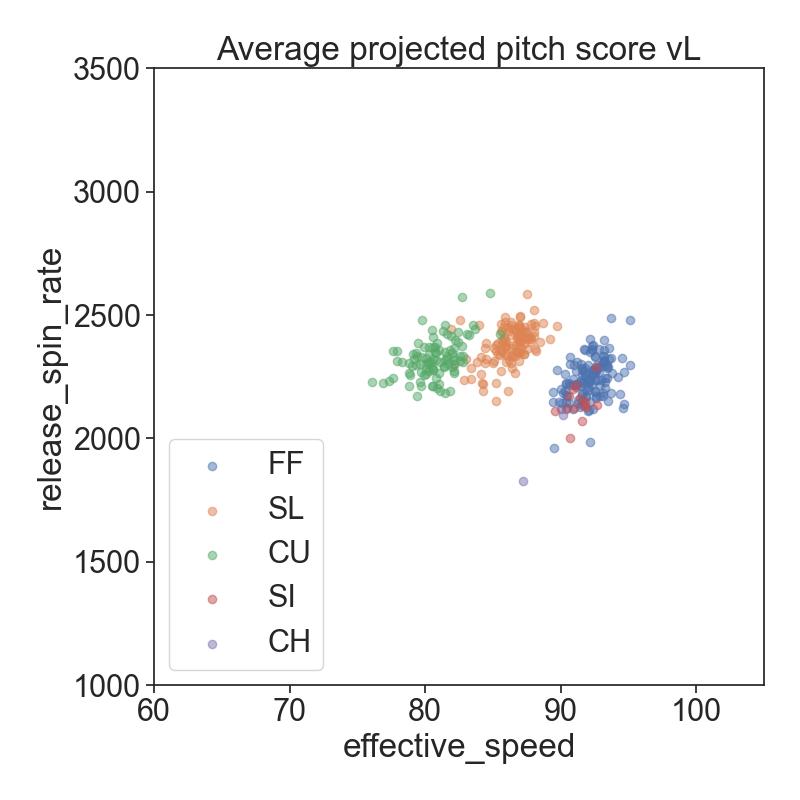 Average projected pitch score vL
release_spin_rate
3500
3000
2500
2000
1500
1000
FF
SL
CU
SI
CH
60 70 80 90 100
effective_speed